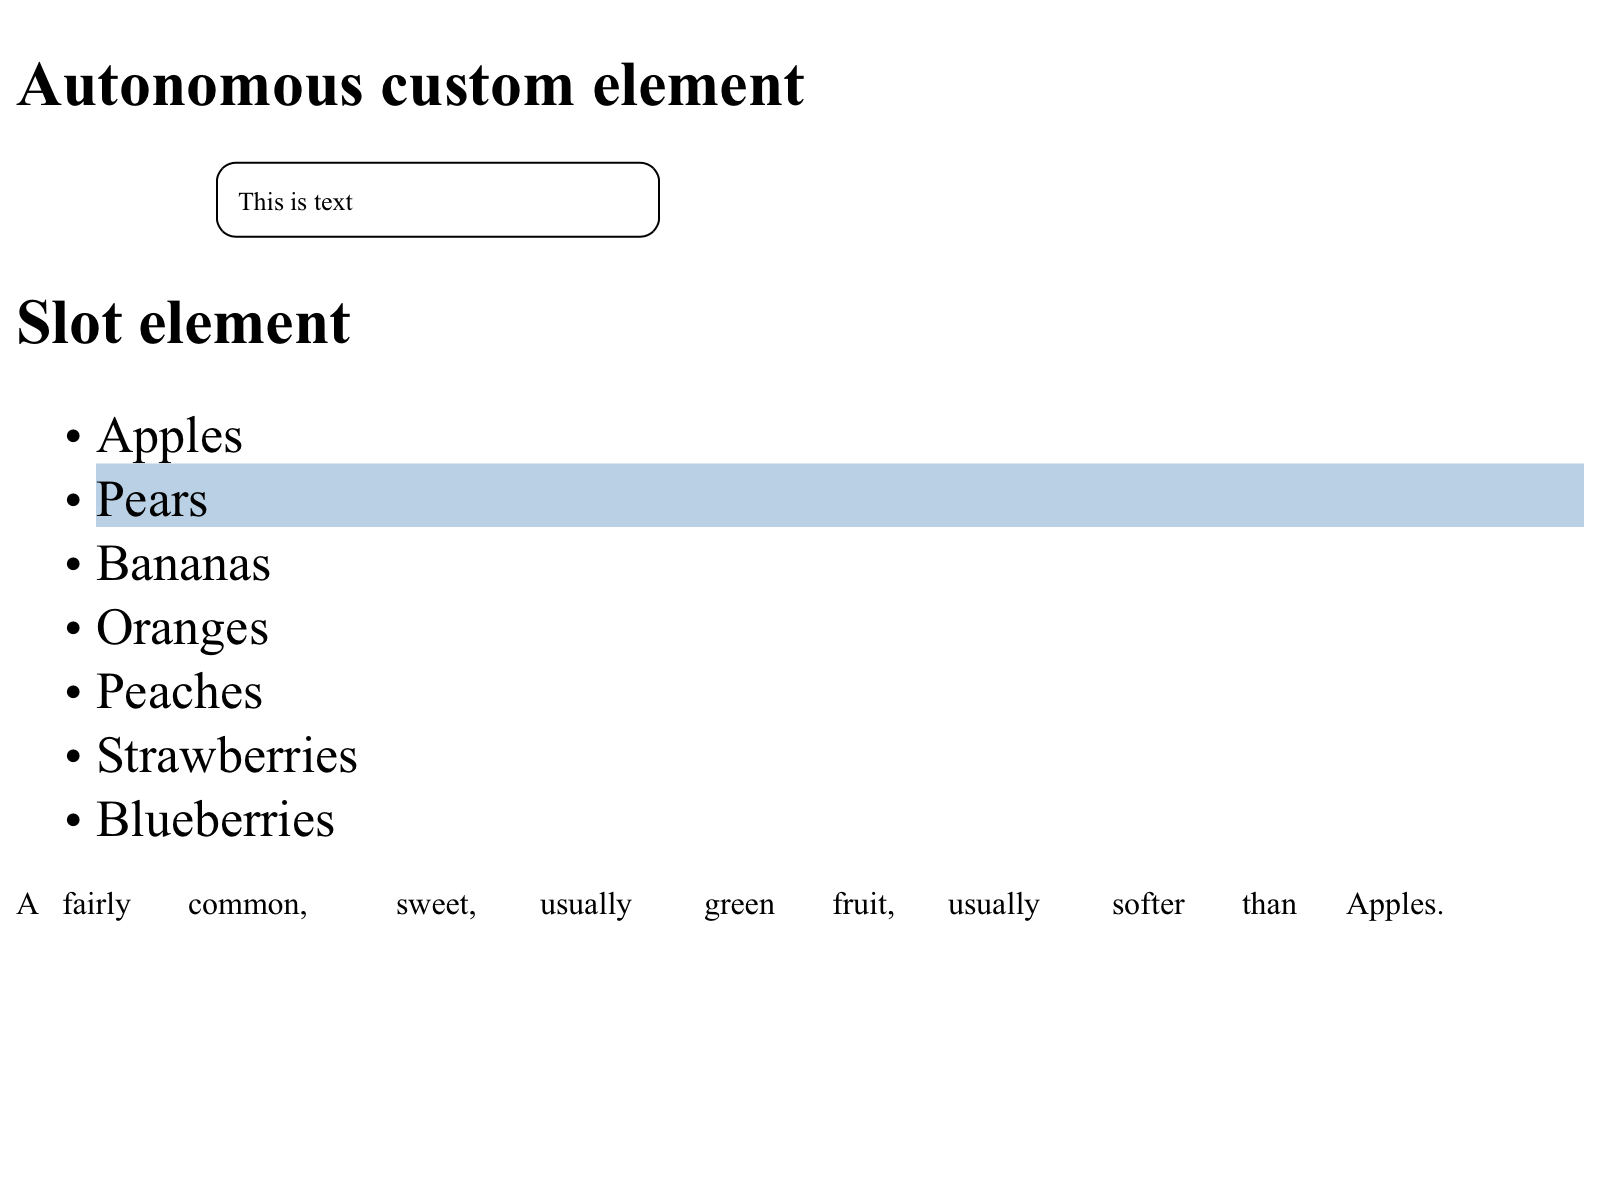 Autonomous custom element
This is text
Slot element
• Apples
• Pears
• Bananas
• Oranges
• Peaches
• Strawberries
• Blueberries
A fairly common, sweet, usually green fruit, usually softer than Apples.